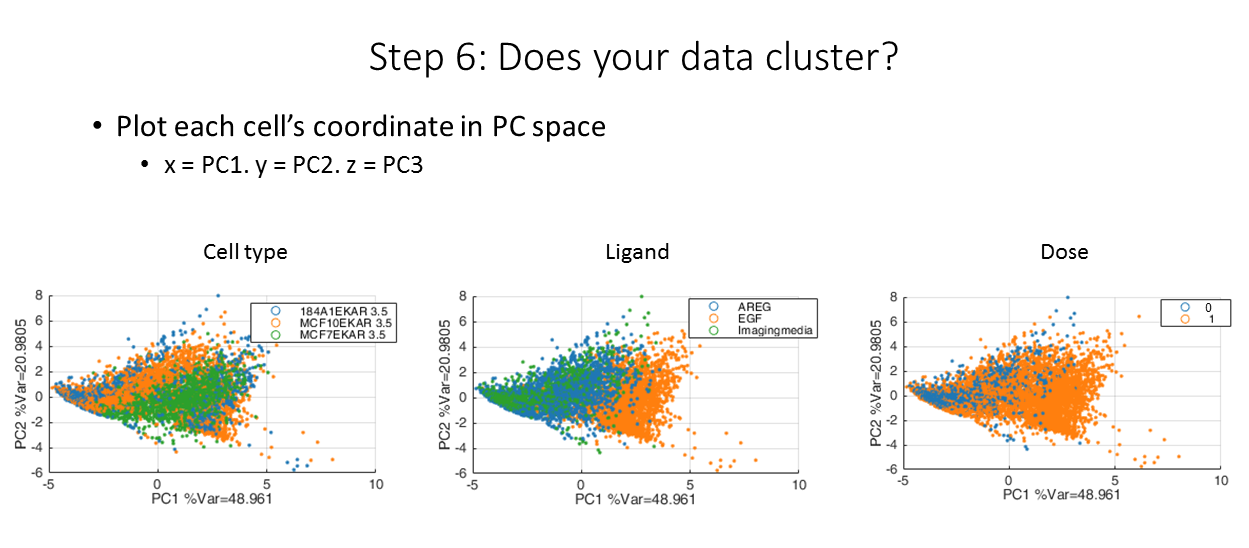 Step 6: Does your data cluster?
• Plot each cell's coordinate in PC space
• x = PC1. y = PC2. z = PC3
Cell type
8
6
4
2
0
-2
-4
-6
-5
0
5
10
PC2 %Var=20.9805
PC1 %Var=48.961
184A1EKAR 3.5
MCF10EKAR 3.5
MCF7EKAR 3.5
Ligand
8
6
4
2
0
-2
-4
-6
-5
0
5
10
PC2 %Var=20.9805
PC1 %Var=48.961
AREG
EGF
Imagingmedia
Dose
8
6
4
2
0
-2
-4
-6
-5
0
5
10
PC2 %Var=20.9805
PC1 %Var=48.961
0
1